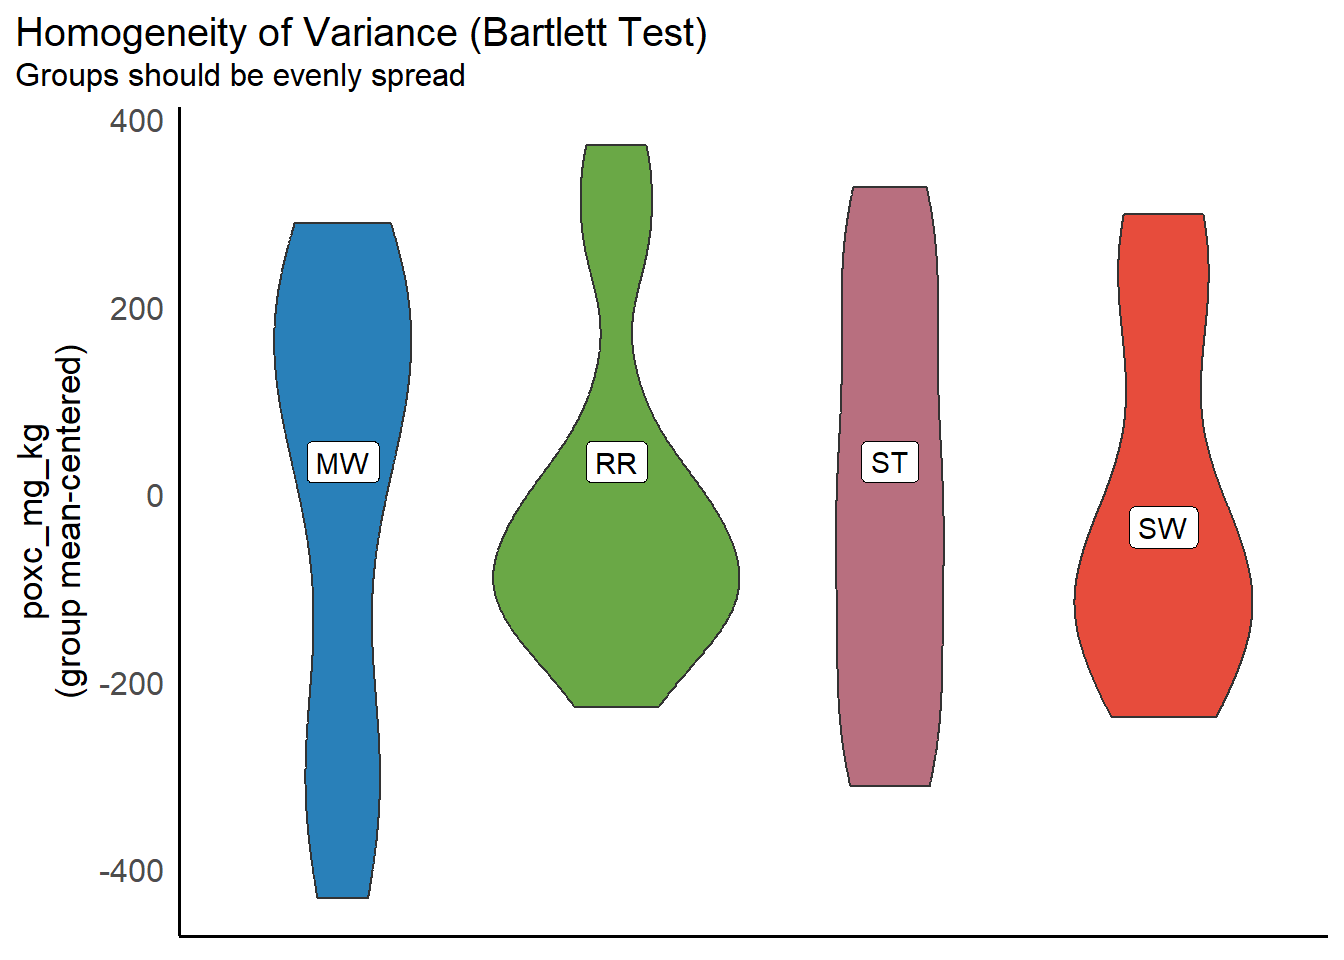 Homogeneity of Variance (Bartlett Test)
Groups should be evenly spread
400
200
0
-200
-400
poxc_mg_kg
(group mean-centered)
MW
RR
ST
SW